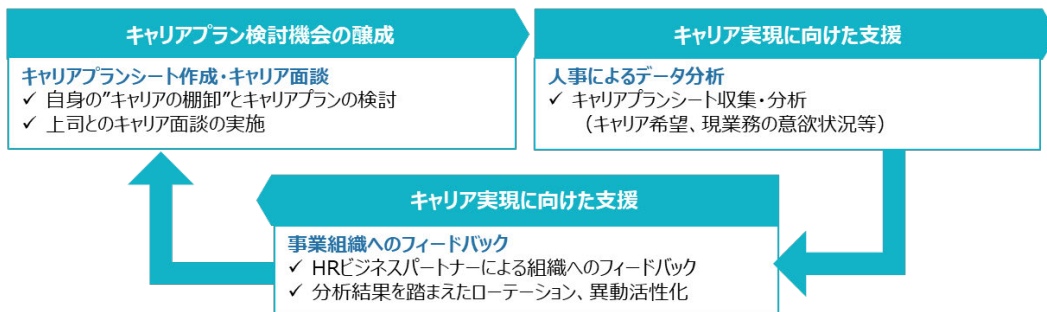 キャリアプラン検討機会の醸成
キャリアプランシート作成・キャリア面談
✓ 自身の”キャリアの棚卸”とキャリアプランの検討
✓ 上司とのキャリア面談の実施
キャリア実現に向けた支援
人事によるデータ分析
✓ キャリアプランシート収集・分析
（キャリア希望、現業務の意欲状況等）
キャリア実現に向けた支援
事業組織へのフィードバック
✓ HRビジネスパートナーによる組織へのフィードバック
✓ 分析結果を踏まえたローテーション、異動活性化